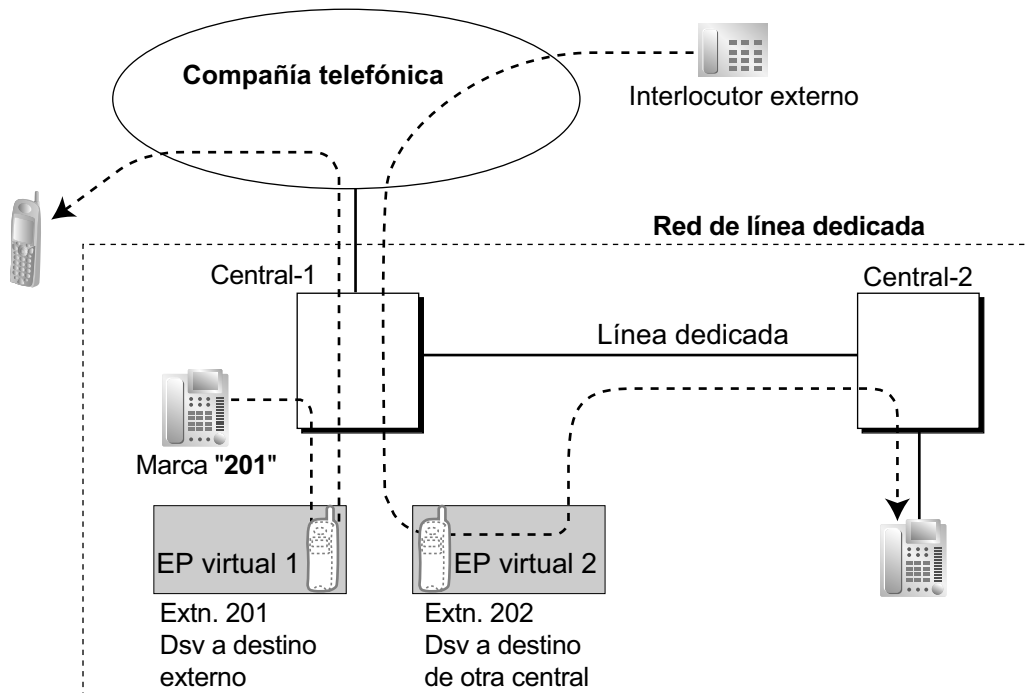 Compañía telefónica
Interlocutor externo
Red de línea dedicada
Central-1
Central-2
Línea dedicada
Marca "201"
EP virtual 1
EP virtual 2
Extn. 201
Dsv a destino
externo
Extn. 202
Dsv a destino
de otra central